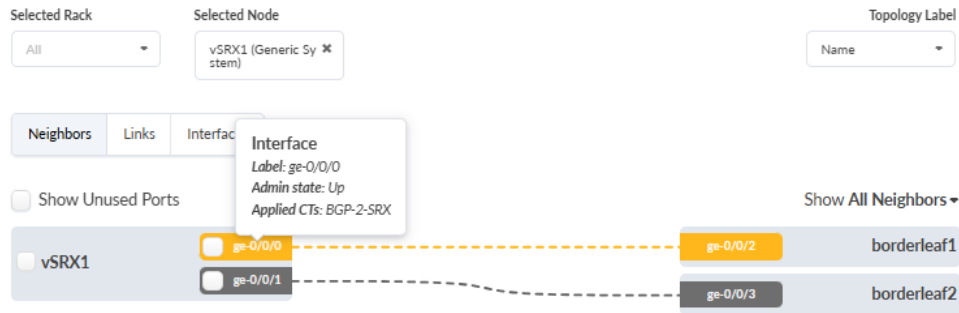 Selected Rack
Selected Node
Topology Label
All
vSRX1 (Generic Sy
stem)
Name
Neighbors
Links
Interfac
Interface
Label: ge-0/0/0
Admin state: Up
Applied CTs: BGP-2-SRX
Show Unused Ports
Show All Neighbors
vSRX1
ge-0/0/0
ge-0/0/1
ge-0/0/2
borderleaf1
ge-0/0/3
borderleaf2